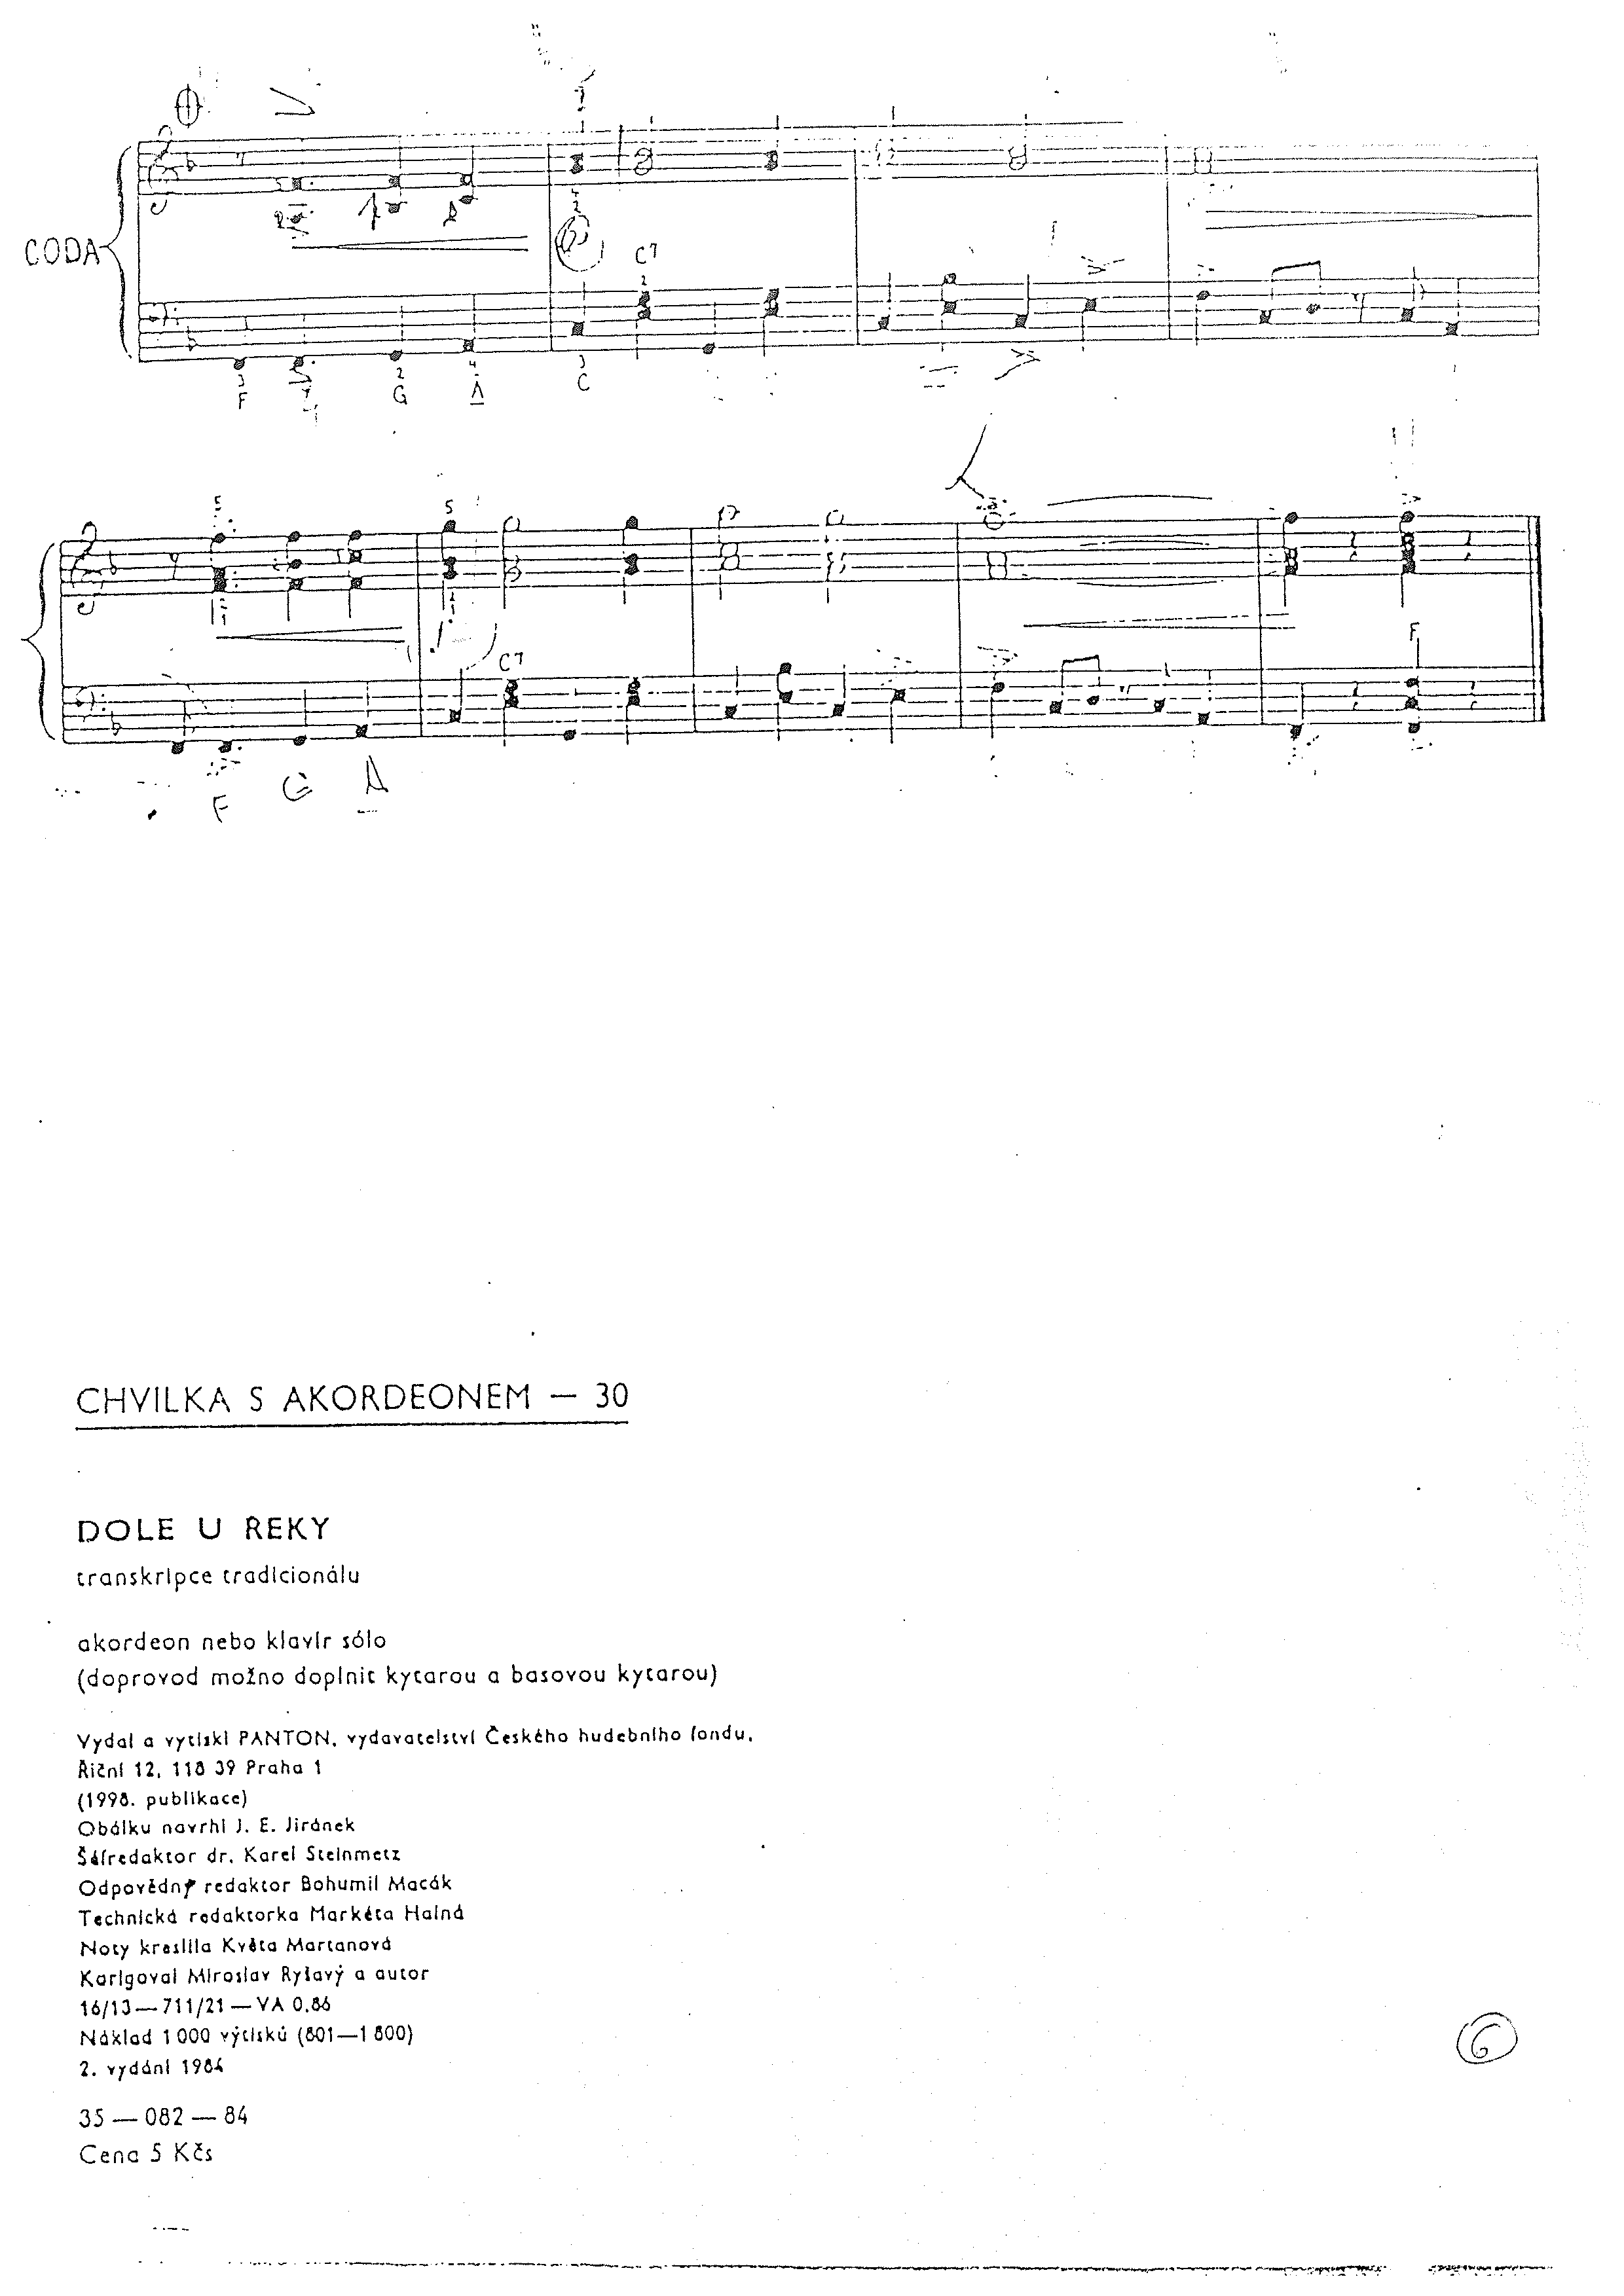 CODA
C7
F
G
A
C
C7
F
F
G
A
CHVILKA S AKORDEONEM — 30
DOLE U ŘEKY
transkripce tradicionálu
akordeon nebo klavír sólo
(doprovod možno doplnit kytarou a basovou kytarou)
Vydal a vytiskl PANTON, vydavatelství Českého hudebního fondu,
Říční 12, 118 39 Praha 1
(1998. publikace)
Obálku navrhl J. E. Jiránek
Šéfredaktor dr. Karel Steinmetz
Odpovědný redaktor Bohumil Macák
Technická redaktorka Markéta Halná
Noty kreslila Květa Martanová
Korigoval Miroslav Ryšavý a autor
16/13—711/21—VA 0,86
Náklad 1 000 výtisků (801—1 800)
2. vydání 1984
35 — 082 — 84
Cena 5 Kčs
6